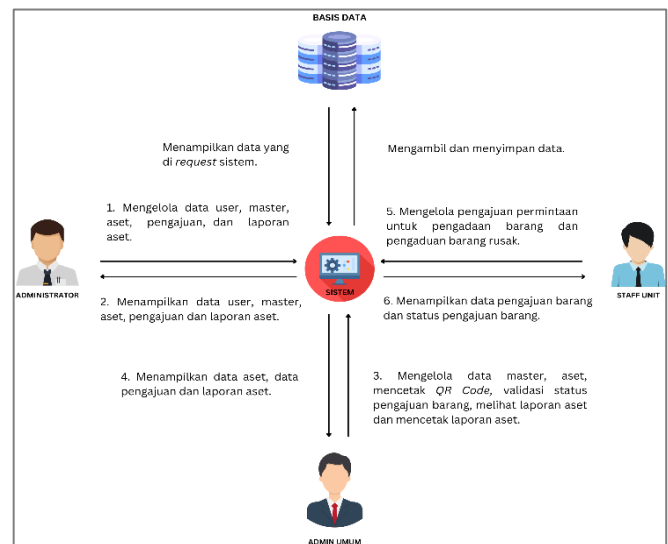 BASIS DATA
Menampilkan data yang
di request sistem.
Mengambil dan menyimpan data.
1. Mengelola data user, master,
aset, pengajuan, dan laporan
aset.
5. Mengelola pengajuan permintaan
untuk pengadaan barang dan
pengaduan barang rusak.
ADMINISTRATOR
SISTEM
STAFF UNIT
2. Menampilkan data user, master,
aset, pengajuan dan laporan aset.
6. Menampilkan data pengajuan barang
dan status pengajuan barang.
4. Menampilkan data aset, data
pengajuan dan laporan aset.
3. Mengelola data master, aset,
mencetak QR Code, validasi status
pengajuan barang, melihat laporan aset
dan mencetak laporan aset.
ADMIN UMUM